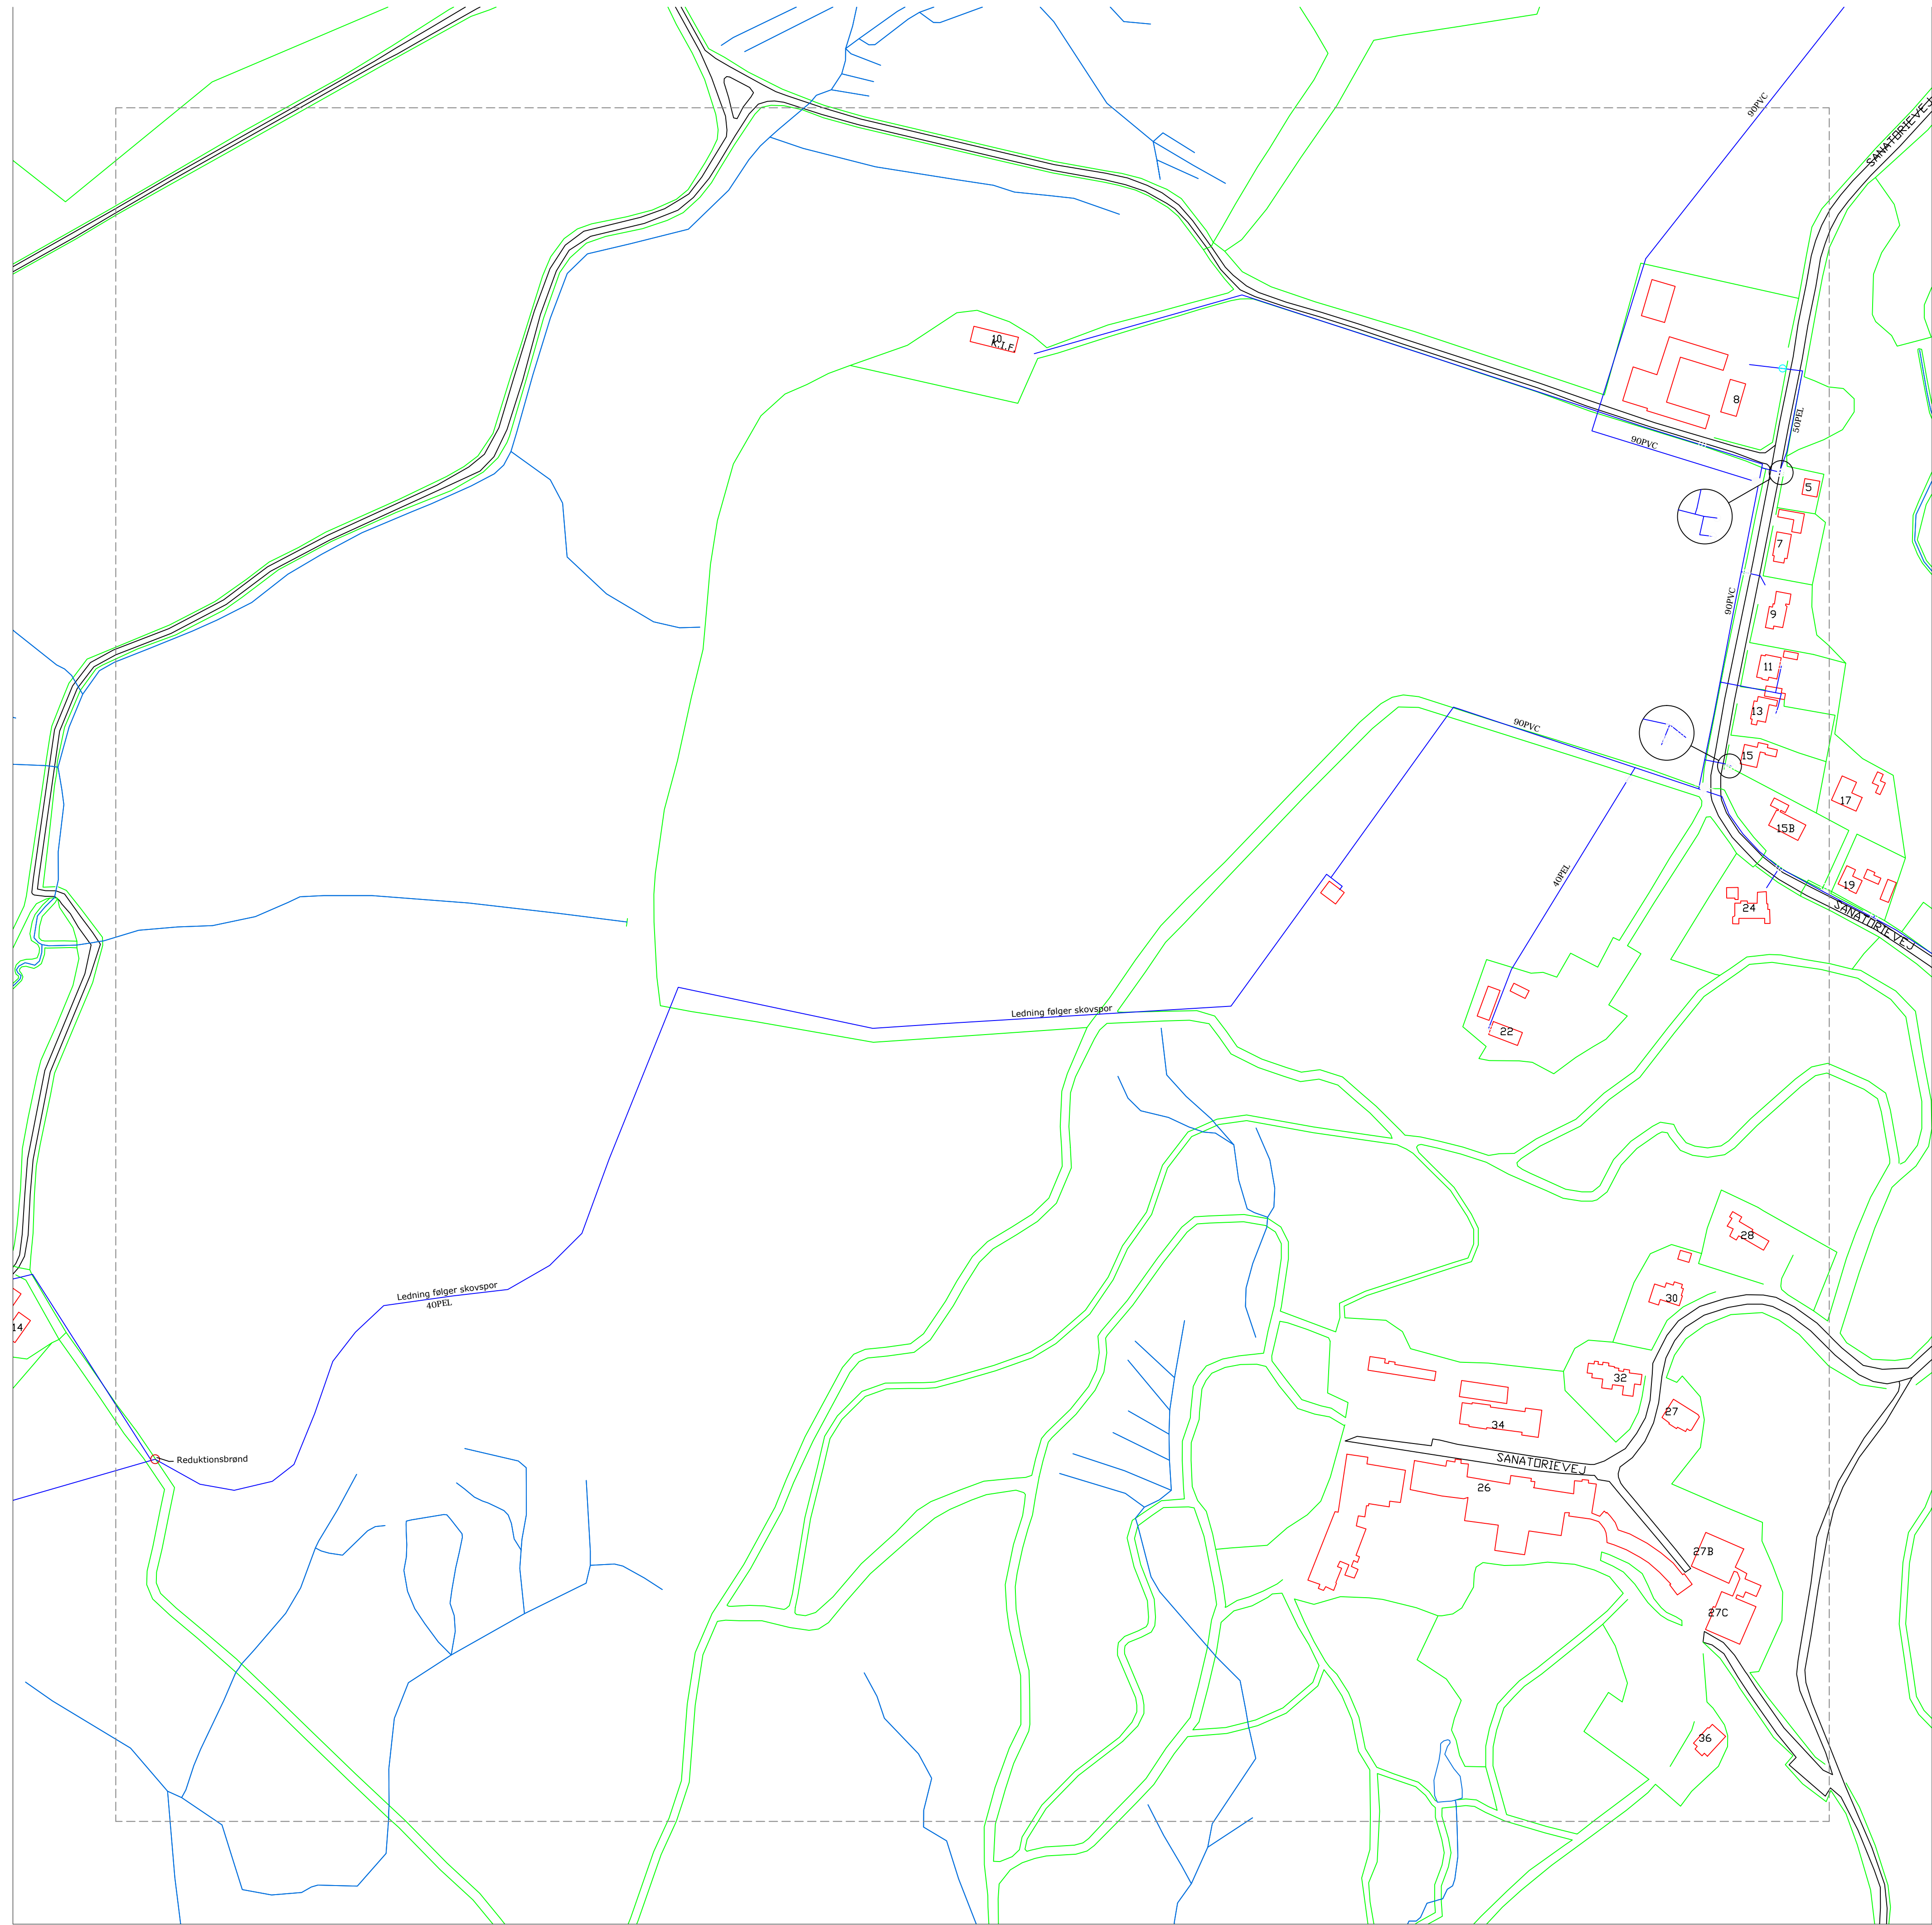 90PVC
SANATORIEVEJ
10
K.I.F.
8
50PEL
90PVC
5
7
9
90PVC
11
13
90PVC
15
17
15B
40PEL
19
24
SANATORIEVEJ
Ledning følger skovspor
22
28
Ledning følger skovspor
40PEL
30
14
32
27
34
Reduktionsbrønd
SANATORIEVEJ
26
27B
27C
36